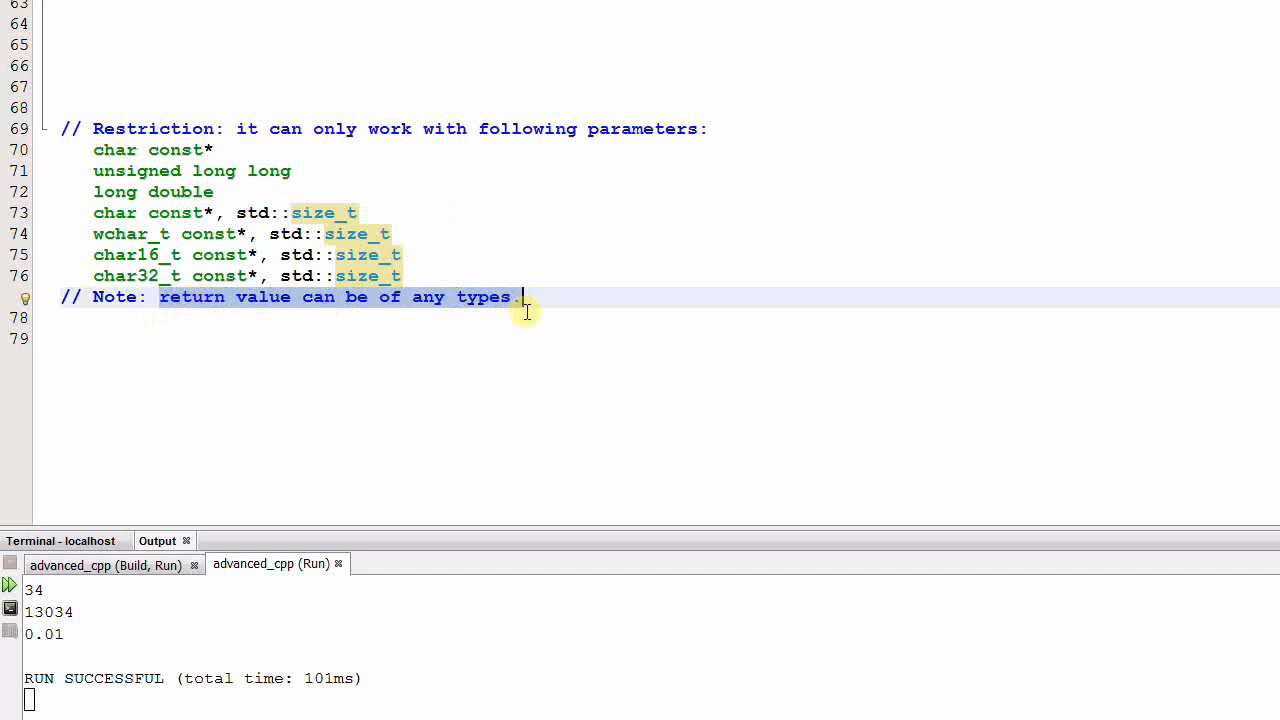 63
64
65
66
67
68
69 // Restriction: it can only work with following parameters:
70 char const*
71 unsigned long long
72 long double
73 char const*, std::size_t
74 wchar_t const*, std::size_t
75 char16_t const*, std::size_t
76 char32_t const*, std::size_t
// Note: return value can be of any types.
78
79
Terminal - localhost Output
advanced_cpp (Build, Run) advanced_cpp (Run)
34
13034
0.01
RUN SUCCESSFUL (total time: 101ms)